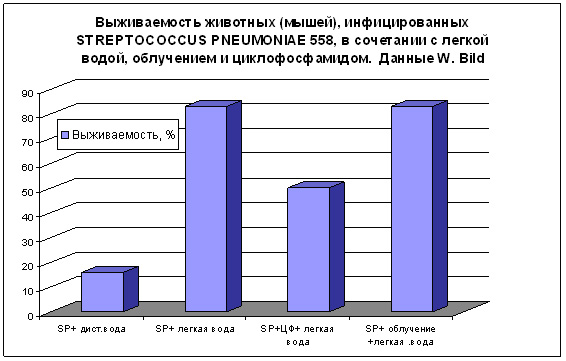 Выживаемость животных (мышей), инфицированных
STREPTOCOCCUS PNEUMONIAE 558, в сочетании с легкой
водой, облучением и циклофосфамидом. Данные W. Bild
90
80
70
60
50
40
30
20
10
0
Выживаемость, %
SP+ дист.вода
SP+ легкая вода
SP+ЦФ+ легкая
вода
SP+ облучение
+легкая .вода